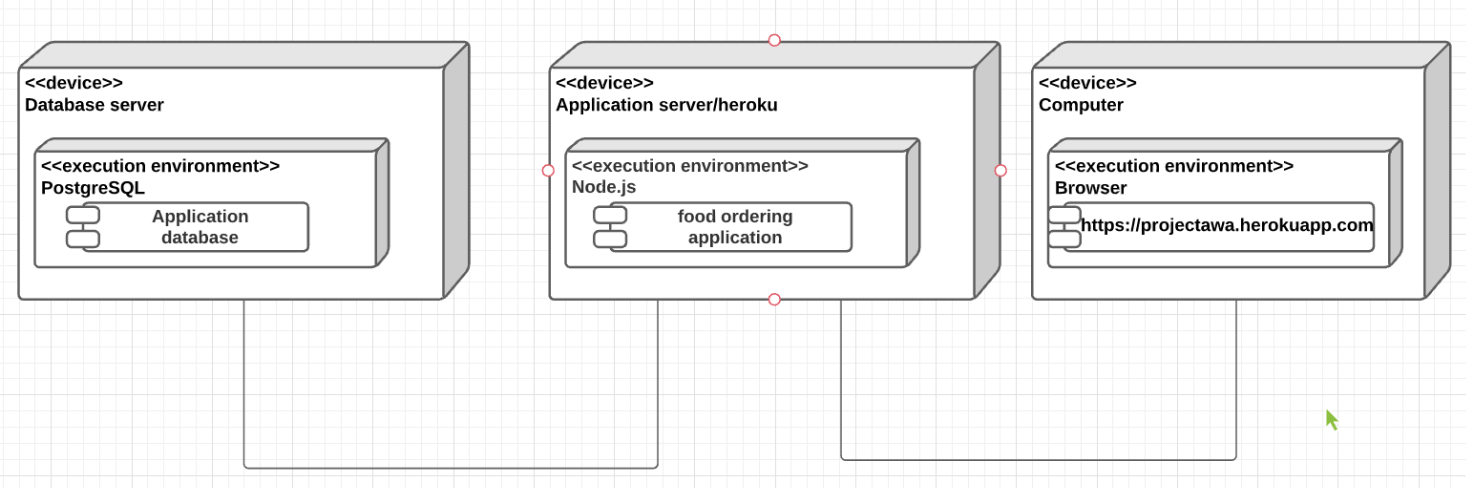 <<device>>
Database server
<<execution environment>>
PostgreSQL
Application
database
<<device>>
Application server/heroku
<<execution environment>>
Node.js
food ordering
application
<<device>>
Computer
<<execution environment>>
Browser
https://projectawa.herokuapp.com